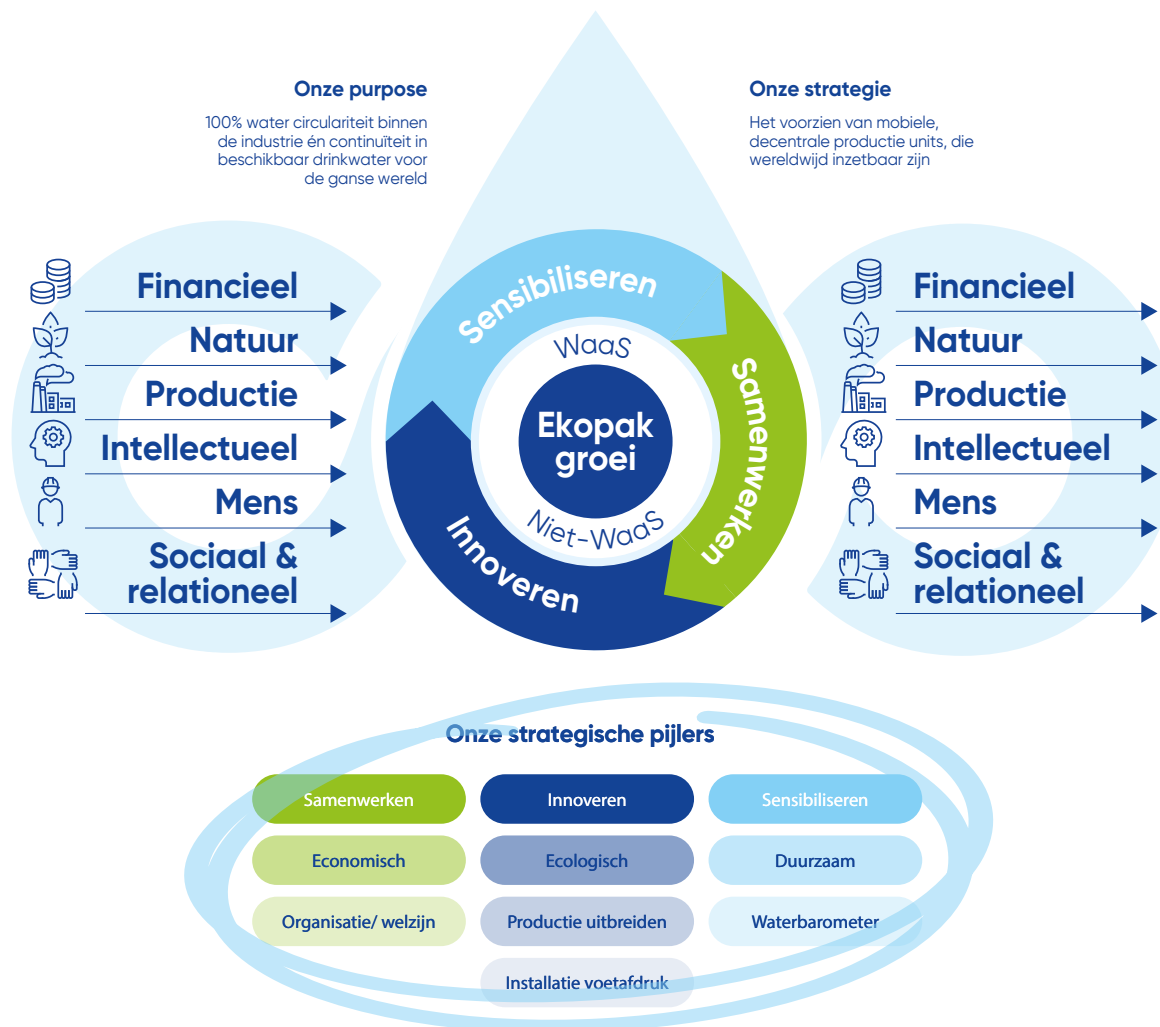 Onze purpose
100% water circulariteit binnen
de industrie én continuïteit in
beschikbaar drinkwater voor
de ganse wereld
Onze strategie
Het voorzien van mobiele,
decentrale productie units, die
wereldwijd inzetbaar zijn
Financieel
Natuur
Productie
Intellectueel
Mens
Sociaal &
relationeel
Sensibiliseren
Samenwerken
Innoveren
WaaS
Ekopak
groei
Niet-WaaS
Financieel
Natuur
Productie
Intellectueel
Mens
Sociaal &
relationeel
Onze strategische pijlers
Samenwerken
Innoveren
Sensibiliseren
Economisch
Ecologisch
Duurzaam
Organisatie/ welzijn
Productie uitbreiden
Waterbarometer
Installatie voetafdruk